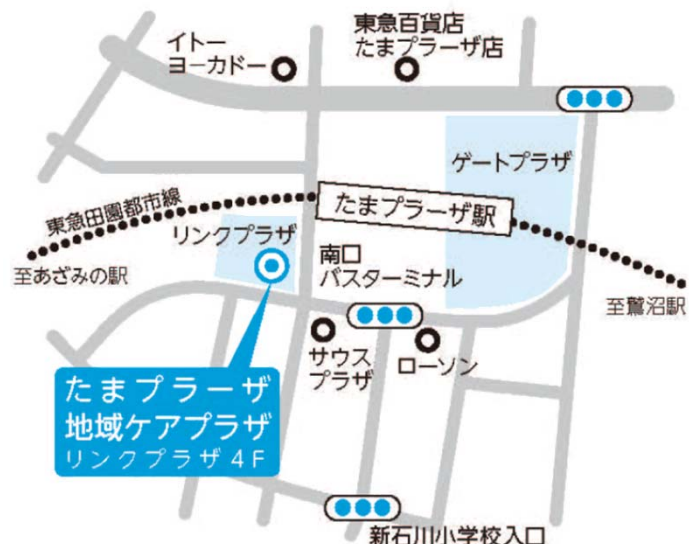 東急百貨店
たまプラーザ店
イトー
ヨーカドー
ゲートプラザ
たまプラーザ駅
東急田園都市線
リンクプラザ
南口
バスターミナル
至あざみの駅
至鷺沼駅
サウス
プラザ
ローソン
たまプラーザ
地域ケアプラザ
リンクプラザ4F
新石川小学校入口